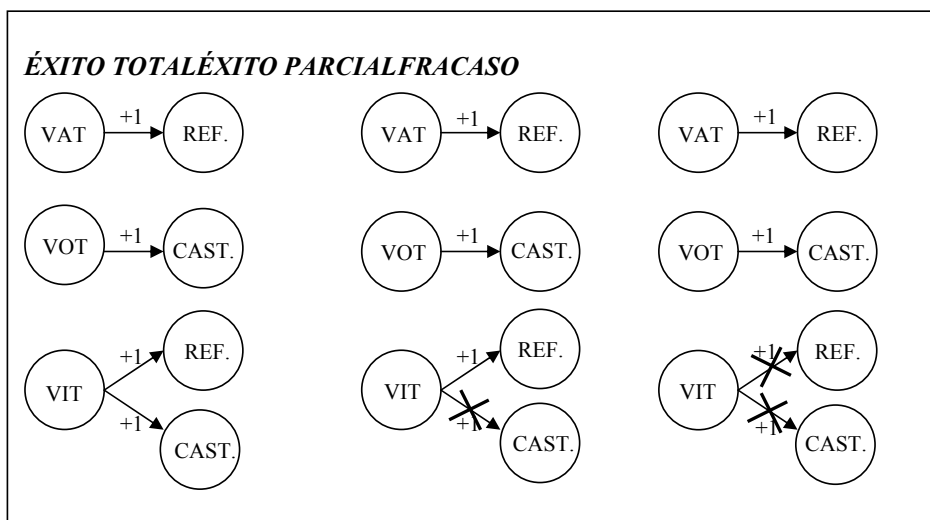 ÉXITO TOTALÉXITO PARCIALFRACASO
VAT +1 REF. VAT +1 REF. VAT +1 REF.
VOT +1 CAST. VOT +1 CAST. VOT +1 CAST.
+1 REF. +1 REF. +1 REF.
VIT VIT VIT
+1 CAST. +1 CAST. +1 CAST.